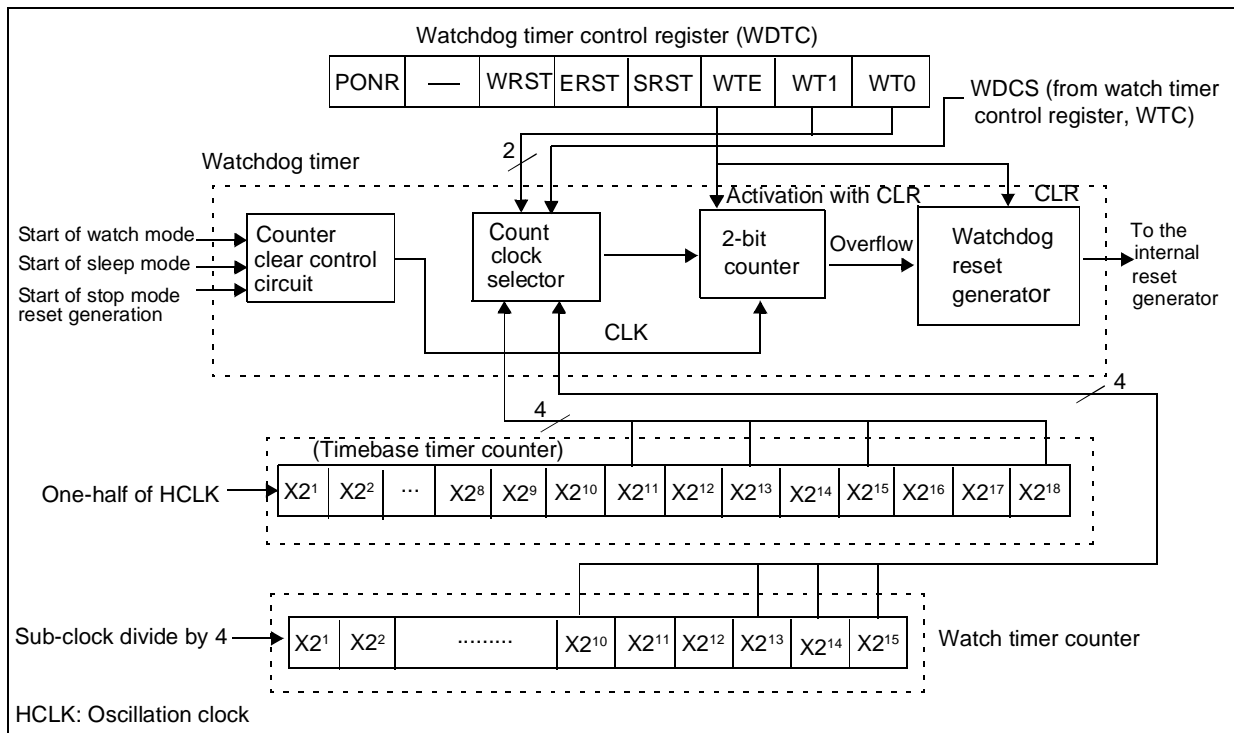 Watchdog timer control register (WDTC)
PONR — WRST ERST SRST WTE WT1 WT0
WDCS (from watch timer
control register, WTC)
2
Watchdog timer
Activation with CLR
CLR
Start of watch mode
Start of sleep mode
Start of stop mode
reset generation
Counter
clear control
circuit
Count
clock
selector
2-bit
counter
Overflow
Watchdog
reset
generator
To the
internal
reset
generator
CLK
4
4
(Timebase timer counter)
One-half of HCLK
X2¹ X2² ... X2⁸ X2⁹ X2¹⁰ X2¹¹ X2¹² X2¹³ X2¹⁴ X2¹⁵ X2¹⁶ X2¹⁷ X2¹⁸
Sub-clock divide by 4
X2¹ X2² ......... X2¹⁰ X2¹¹ X2¹² X2¹³ X2¹⁴ X2¹⁵
Watch timer counter
HCLK: Oscillation clock